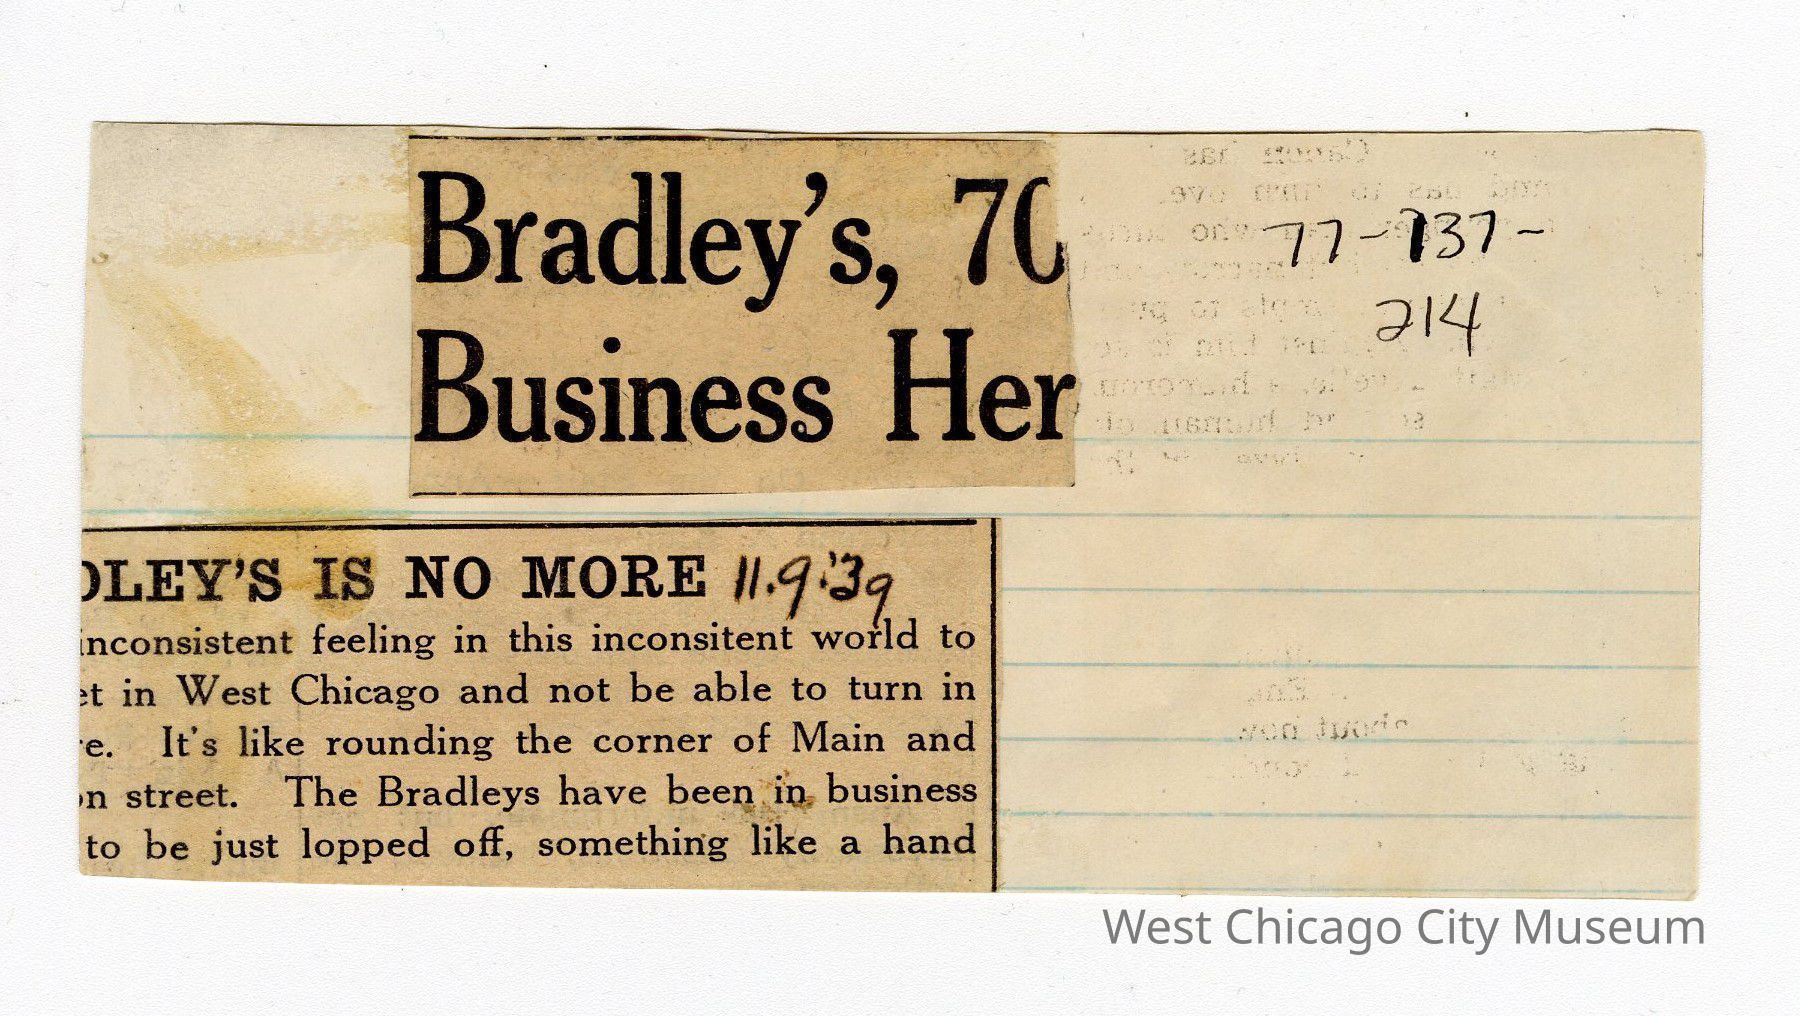 Bradley's, 70
Business Her
77-737-
214
DLEY'S IS NO MORE 11.9.'39
inconsistent feeling in this inconsitent world to
et in West Chicago and not be able to turn in
e. It's like rounding the corner of Main and
on street. The Bradleys have been in business
to be just lopped off, something like a hand
West Chicago City Museum